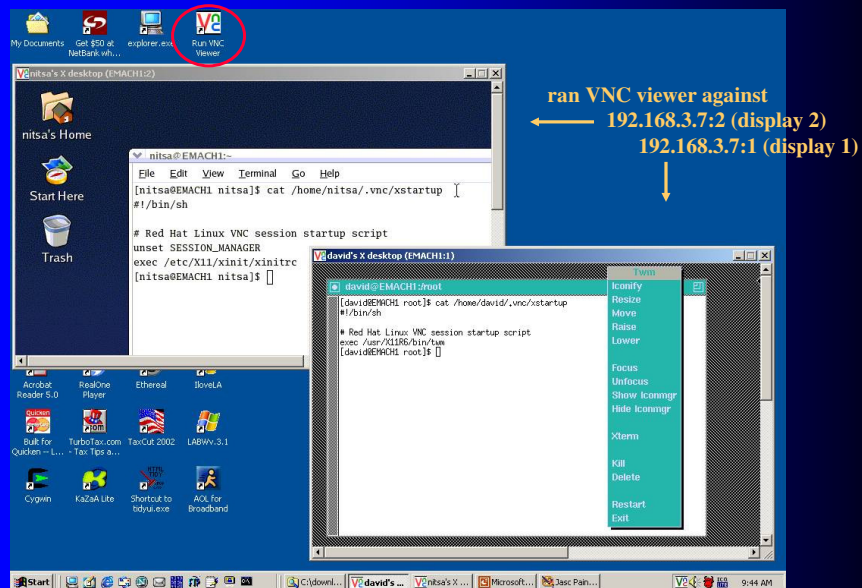 My Documents
Get $50 at
NetBank wh...
explorer.exe
Run VNC
Viewer
nitsa's X desktop (EMACH1:2)
nitsa's Home
Start Here
Trash
nitsa@EMACH1:~
File Edit View Terminal Go Help
[nitsa@EMACH1 nitsa]$ cat /home/nitsa/.vnc/xstartup
#!/bin/sh
# Red Hat Linux VNC session startup script
unset SESSION_MANAGER
exec /etc/X11/xinit/xinitrc
[nitsa@EMACH1 nitsa]$
ran VNC viewer against
192.168.3.7:2 (display 2)
192.168.3.7:1 (display 1)
david's X desktop (EMACH1:1)
david@EMACH1:/root
[david@EMACH1 root]$ cat /home/david/.vnc/xstartup
#!/bin/sh
# Red Hat Linux VNC session startup script
exec /usr/X11R6/bin/twm
[david@EMACH1 root]$
Twm
Iconify
Resize
Move
Raise
Lower
Focus
Unfocus
Show Iconmgr
Hide Iconmgr
Xterm
Kill
Delete
Restart
Exit
Acrobat
Reader 5.0
RealOne
Player
Ethereal
IloveLA
Quicken
Built for
Quicken -- L...
TurboTax.com
- Tax Tips a...
TaxCut 2002
LABWv.3.1
Cygwin
KaZaA Lite
Shortcut to
tidyui.exe
AOL for
Broadband
Start
C:\downl...
david's ...
nitsa's X ...
Microsoft...
Jasc Pain...
9:44 AM